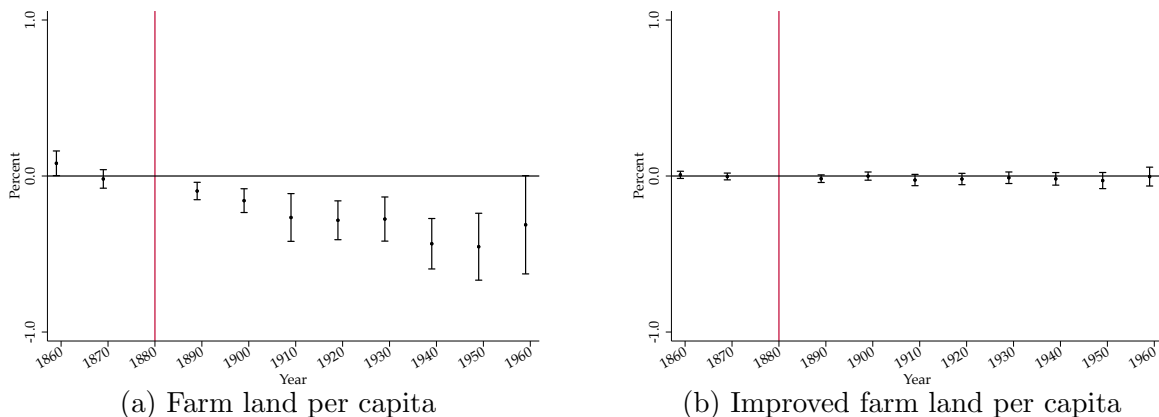 1.0
0.0
-1.0
Percent
1860 1870 1880 1890 1900 1910 1920 1930 1940 1950 1960
Year
(a) Farm land per capita
1.0
0.0
-1.0
Percent
1860 1870 1880 1890 1900 1910 1920 1930 1940 1950 1960
Year
(b) Improved farm land per capita